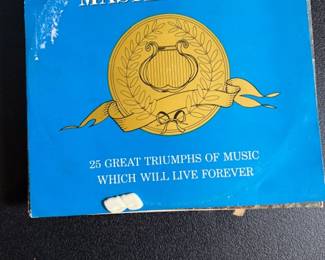 25 GREAT TRIUMPHS OF MUSIC
WHICH WILL LIVE FOREVER